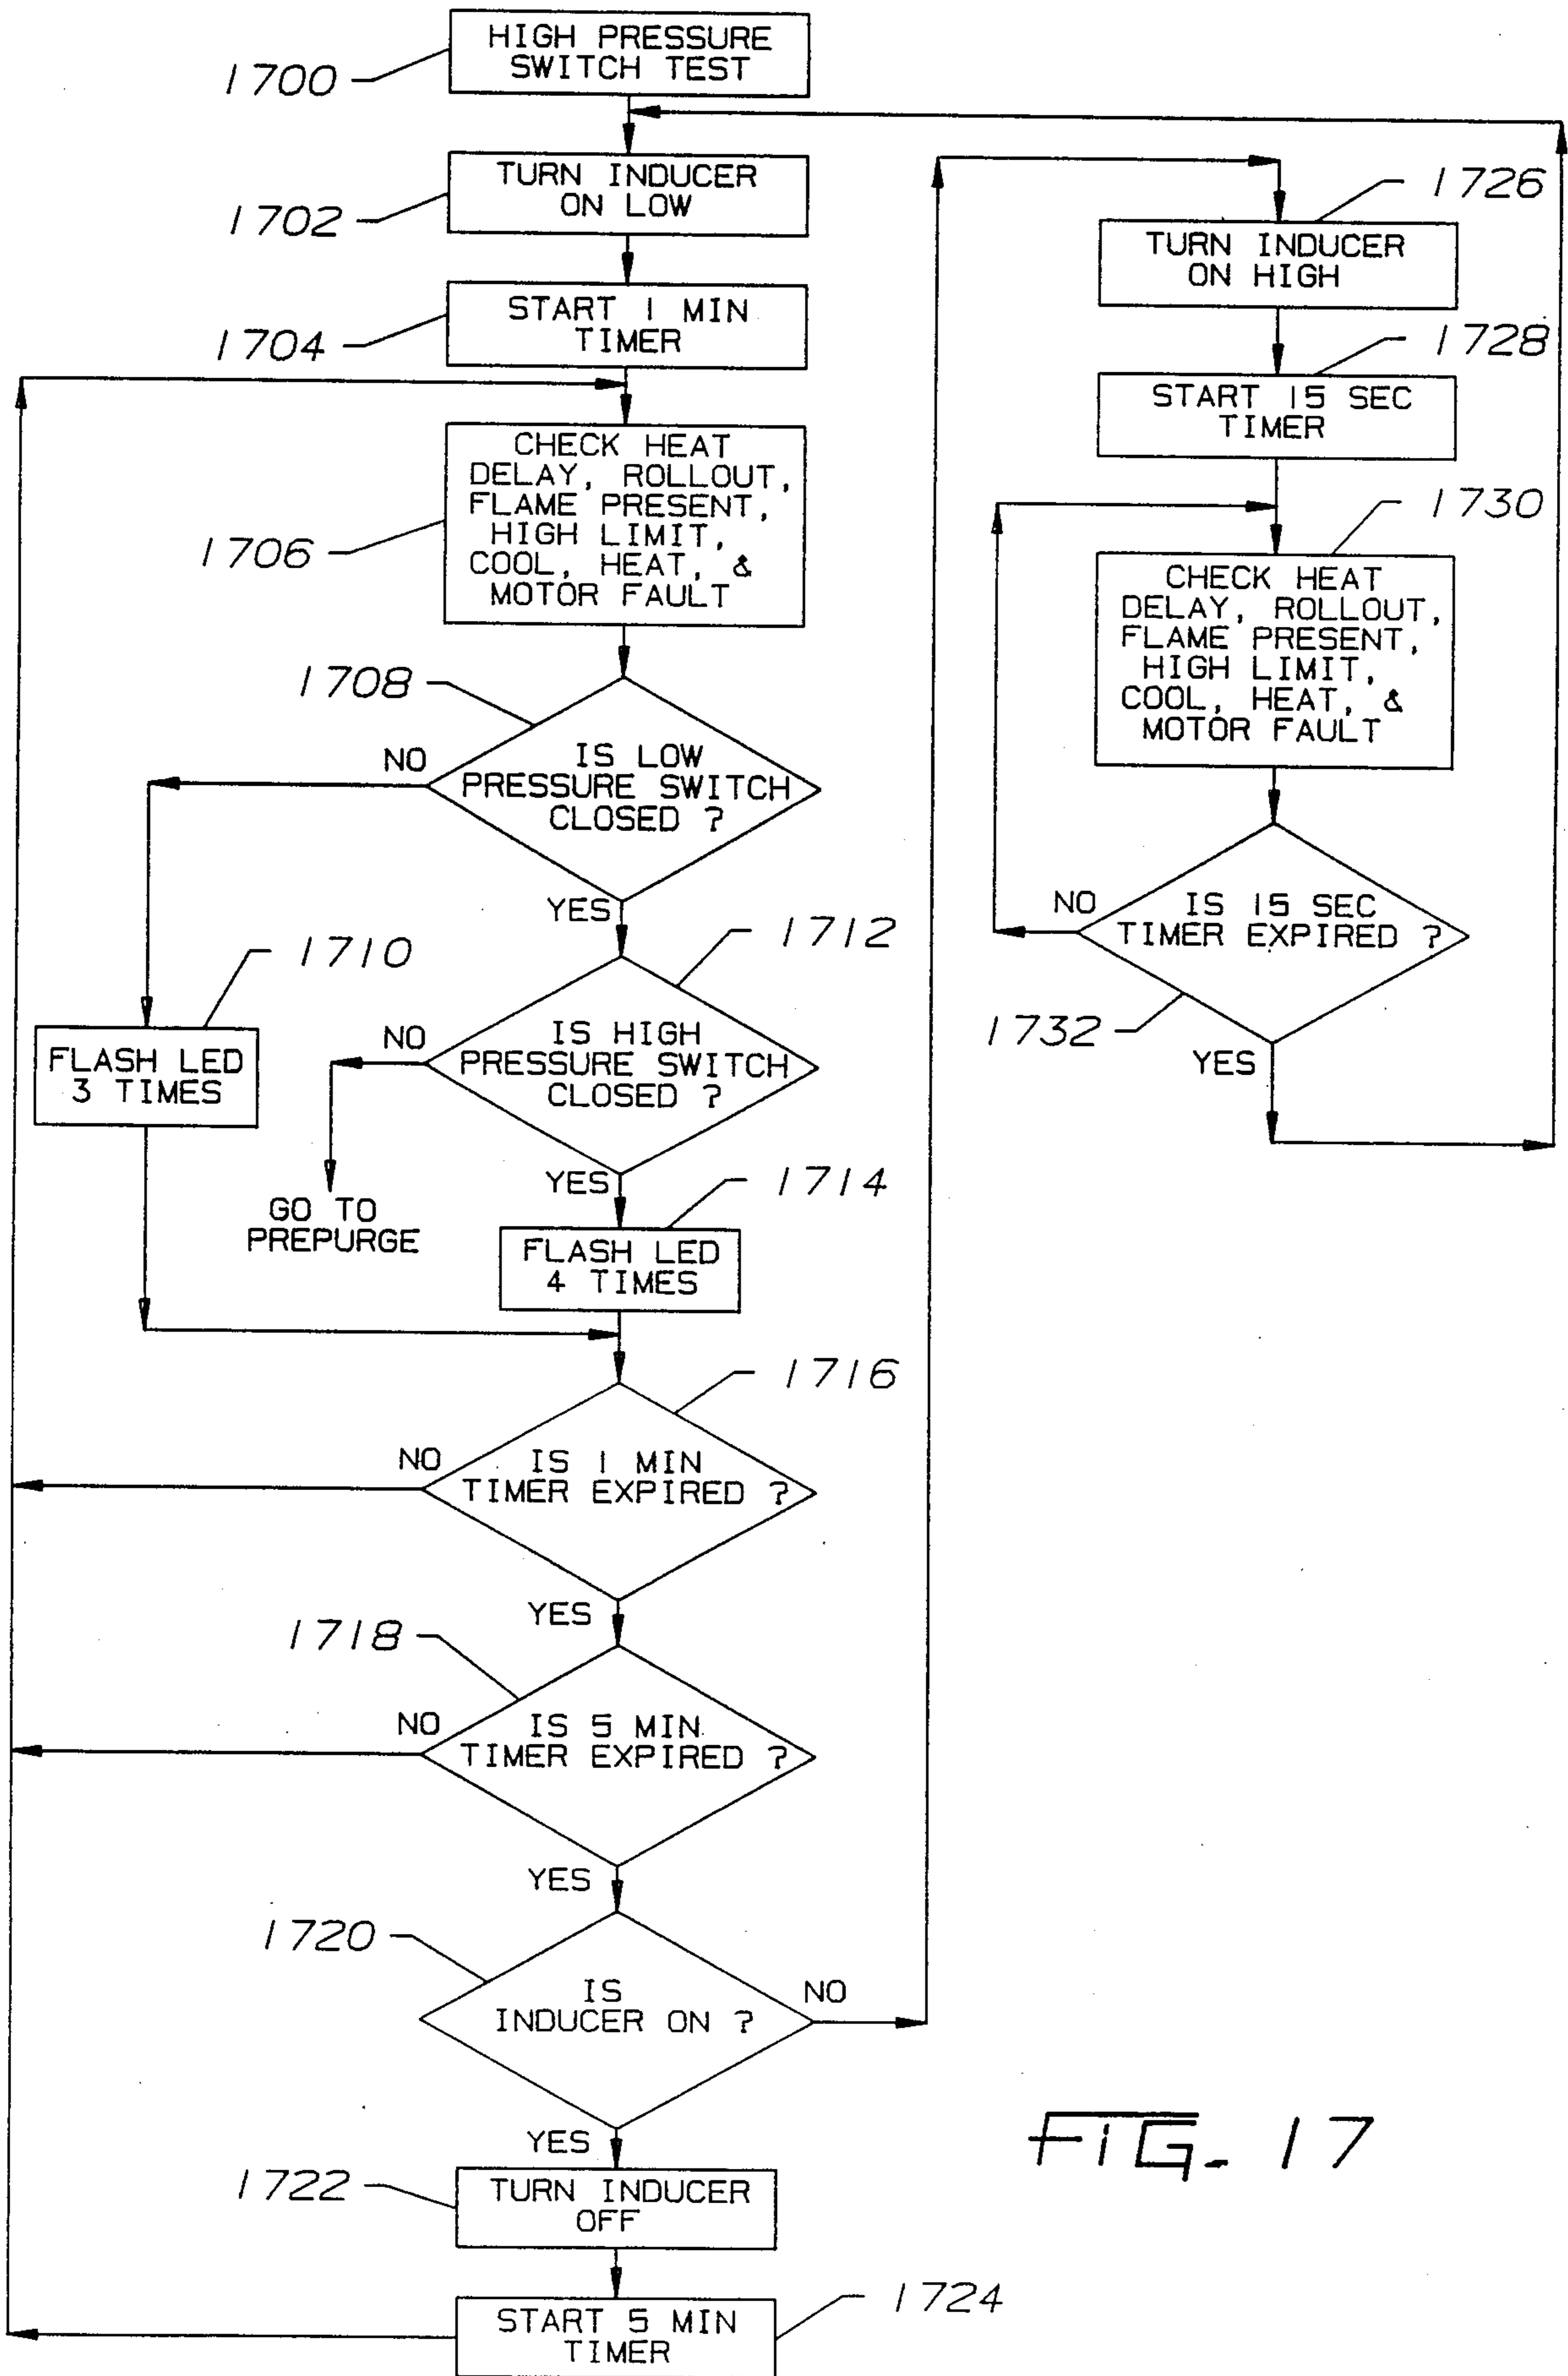 HIGH PRESSURE
SWITCH TEST
1700
TURN INDUCER
ON LOW
1702
START 1 MIN
TIMER
1704
CHECK HEAT
DELAY, ROLLOUT,
FLAME PRESENT,
HIGH LIMIT,
COOL, HEAT, &
MOTOR FAULT
1706
1708
IS LOW
PRESSURE SWITCH
CLOSED ?
NO
YES
1710
FLASH LED
3 TIMES
1712
IS HIGH
PRESSURE SWITCH
CLOSED ?
NO
GO TO
PREPURGE
YES
1714
FLASH LED
4 TIMES
1716
IS 1 MIN
TIMER EXPIRED ?
NO
YES
1718
IS 5 MIN
TIMER EXPIRED ?
NO
YES
1720
IS
INDUCER ON ?
NO
YES
1722
TURN INDUCER
OFF
1724
START 5 MIN
TIMER
1726
TURN INDUCER
ON HIGH
1728
START 15 SEC
TIMER
1730
CHECK HEAT
DELAY, ROLLOUT,
FLAME PRESENT,
HIGH LIMIT,
COOL, HEAT, &
MOTOR FAULT
IS 15 SEC
TIMER EXPIRED ?
NO
1732
YES
FIG. 17